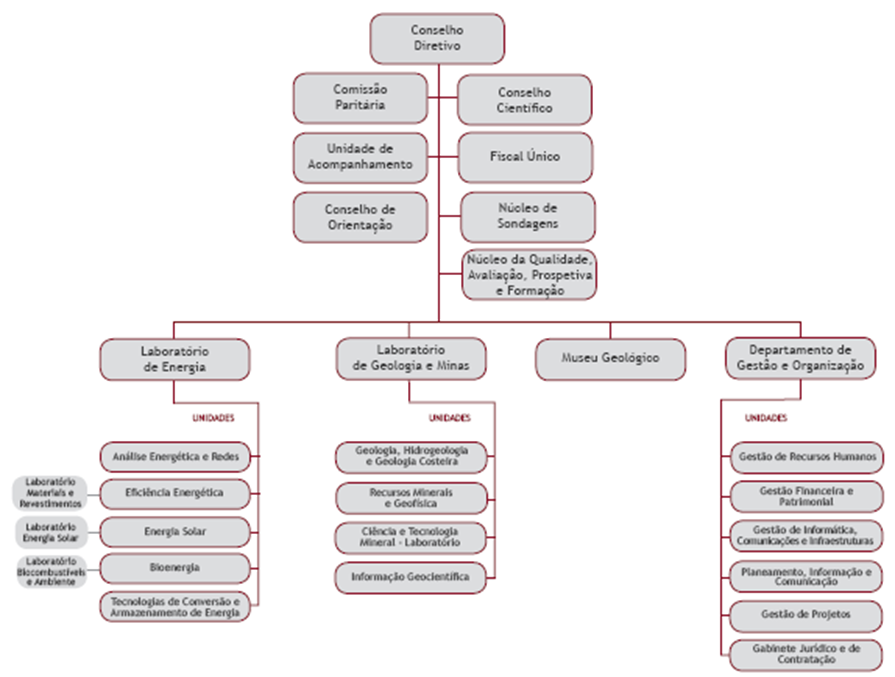 Conselho
Diretivo
Comissão
Paritária
Conselho
Científico
Unidade de
Acompanhamento
Fiscal Único
Conselho de
Orientação
Núcleo de
Sondagens
Núcleo da Qualidade,
Avaliação, Prospetiva
e Formação
Laboratório
de Energia
Laboratório
de Geologia e Minas
Museu Geológico
Departamento de
Gestão e Organização
UNIDADES
Análise Energética e Redes
Laboratório
Materiais e
Revestimentos
Eficiência Energética
Laboratório
Energia Solar
Energia Solar
Laboratório
Biocombustíveis
e Ambiente
Bioenergia
Tecnologias de Conversão e
Armazenamento de Energia
UNIDADES
Geologia, Hidrogeologia
e Geologia Costeira
Recursos Minerais
e Geofísica
Ciência e Tecnologia
Mineral - Laboratório
Informação Geocientífica
UNIDADES
Gestão de Recursos Humanos
Gestão Financeira e
Patrimonial
Gestão de Informática,
Comunicações e Infraestruturas
Planeamento, Informação e
Comunicação
Gestão de Projetos
Gabinete Jurídico e de
Contratação